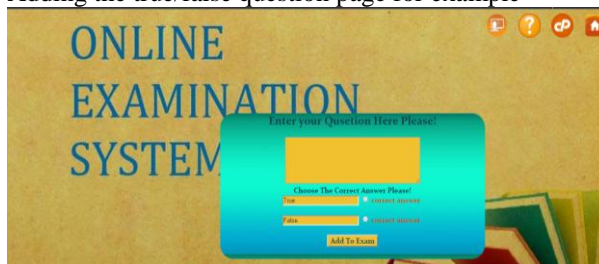 Adding the true/false question page for example
ONLINE
EXAMINATION
SYSTEM
Enter your Qusetion Here Please!
Choose The Correct Answer Please!
True correct answer
False correct answer
Add To Exam